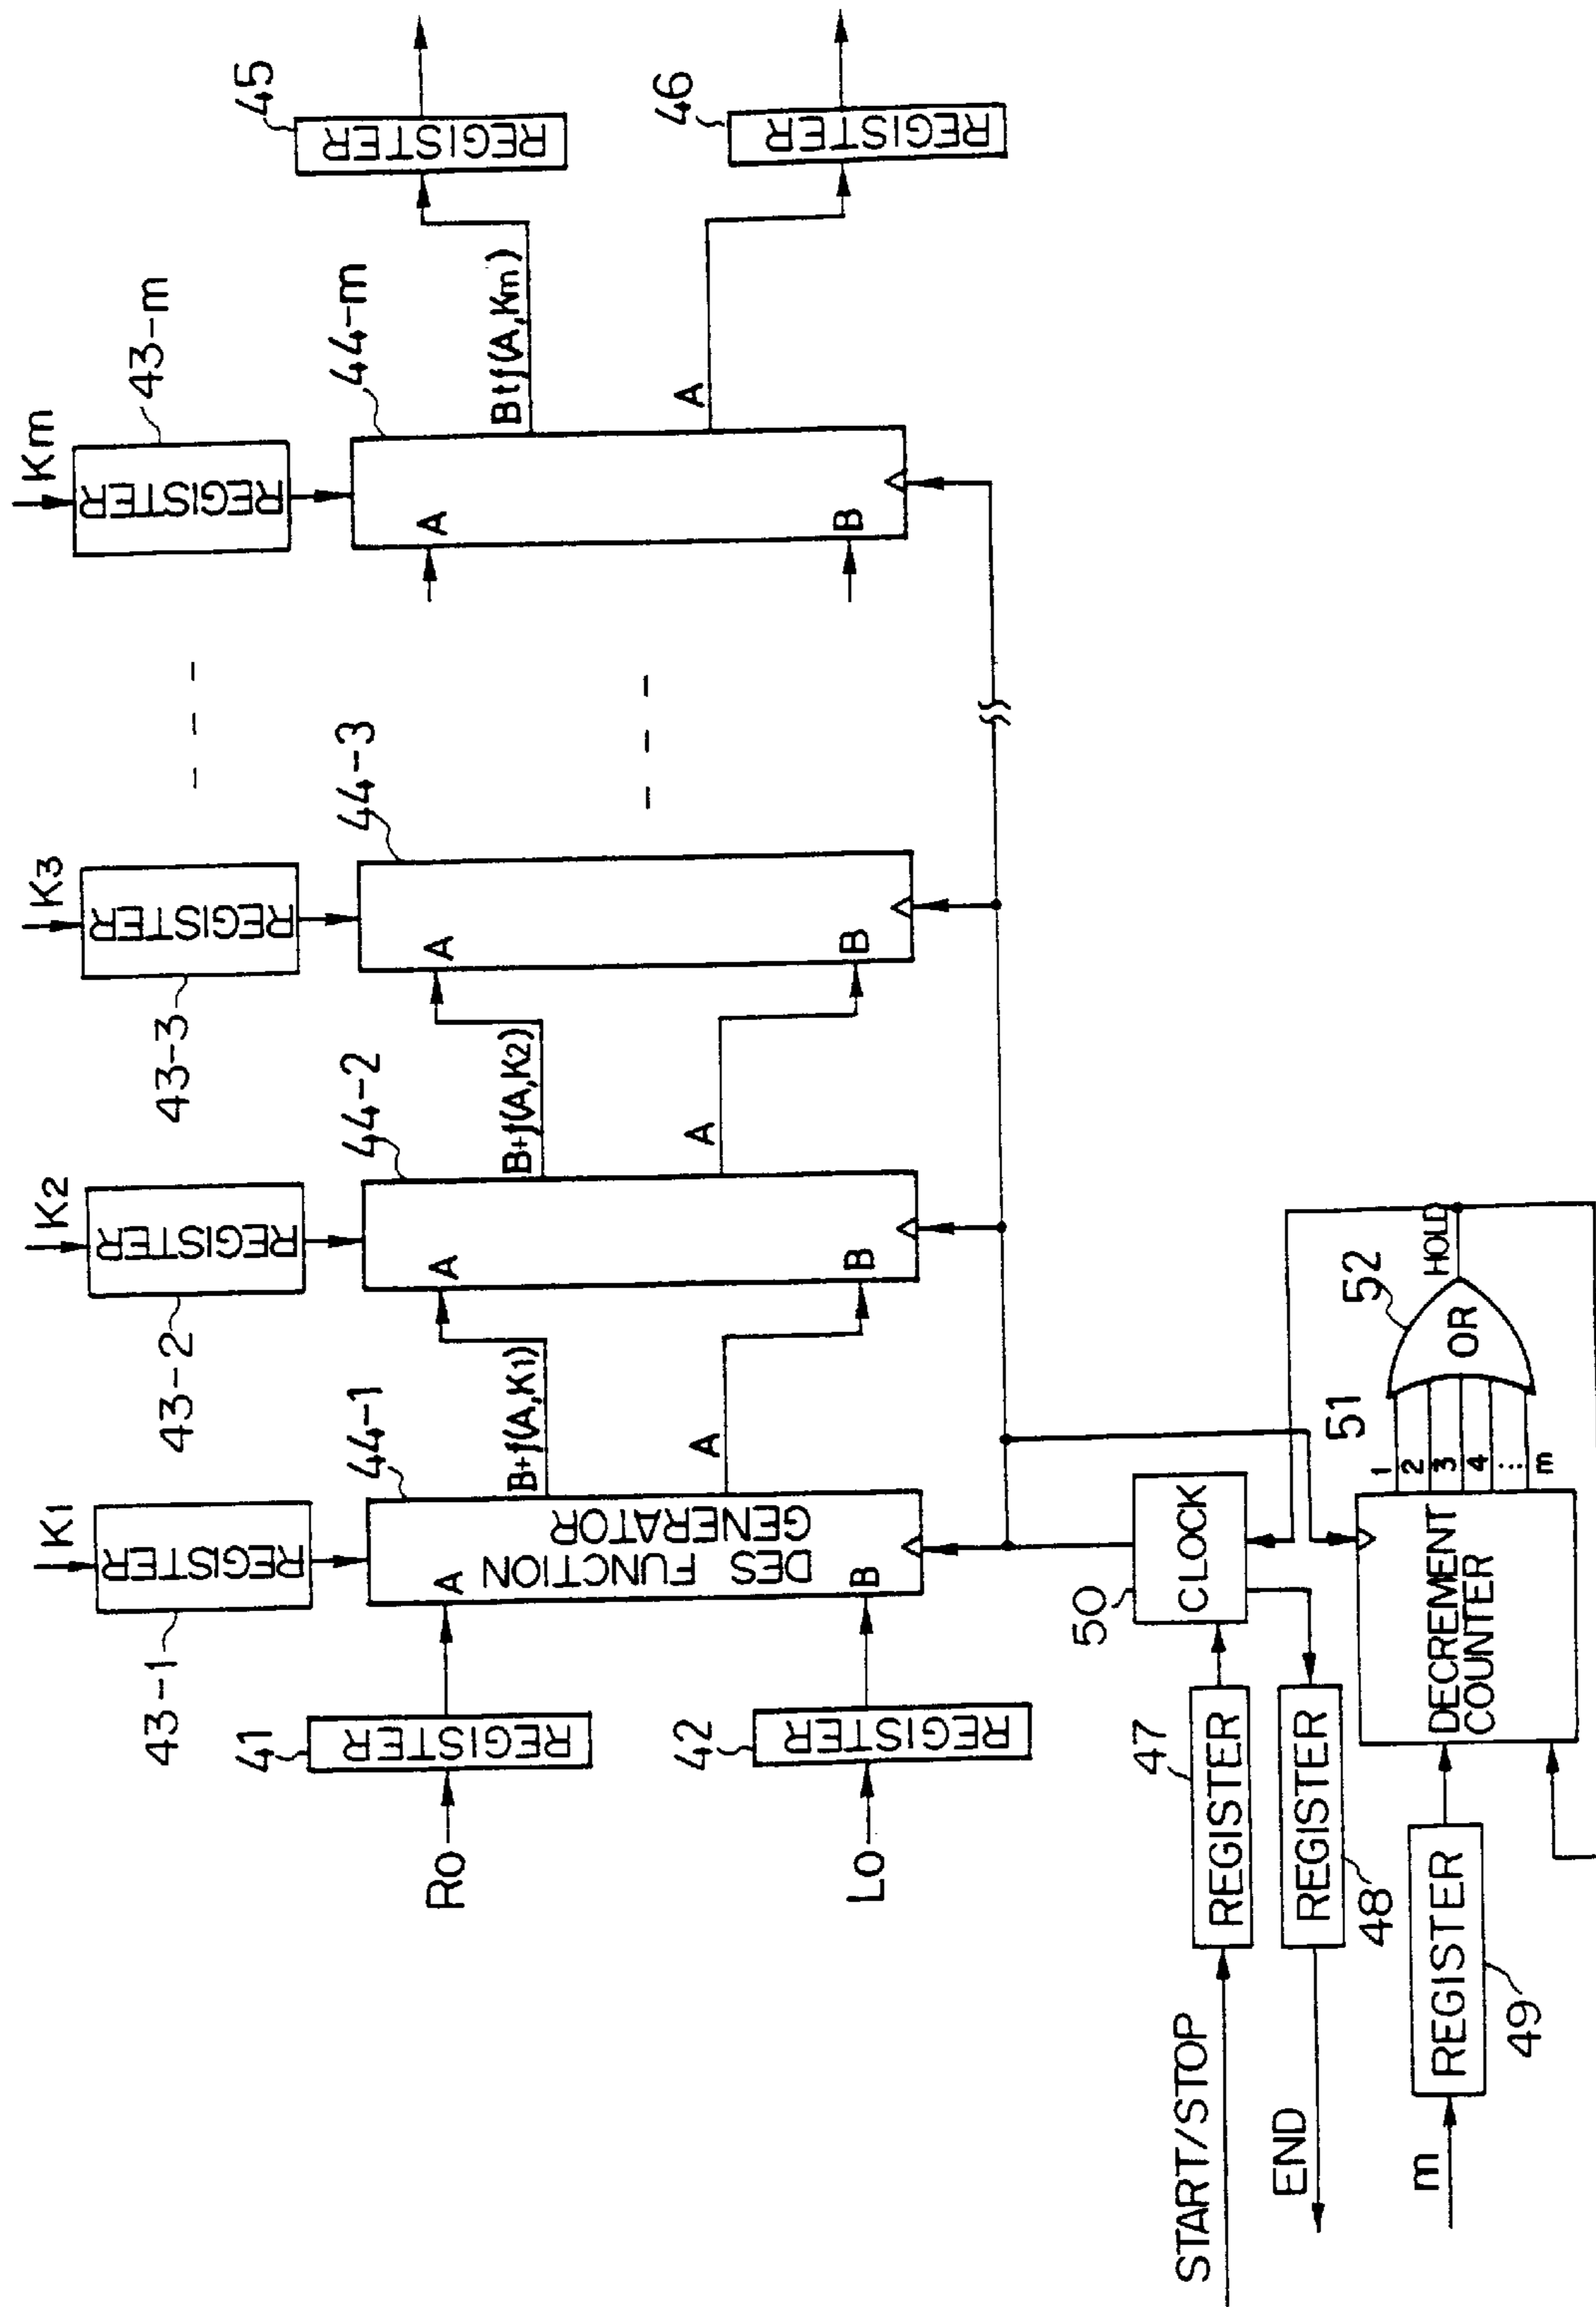 K1
K2
K3
Km
REGISTER
REGISTER
REGISTER
REGISTER
43-1
43-2
43-3
43-m
44-1
44-2
44-3
44-m
41
REGISTER
R0
42
REGISTER
L0
A
DES FUNCTION
GENERATOR
B
B+f(A,K1)
A
A
B
B+f(A,K2)
A
A
B
A
B
B+f(A,Km)
A
45
REGISTER
46
REGISTER
50
CLOCK
47
REGISTER
START/STOP
REGISTER
48
END
51
DECREMENT
COUNTER
1
2
3
4
...
m
52
OR
HOLD
REGISTER
49
m